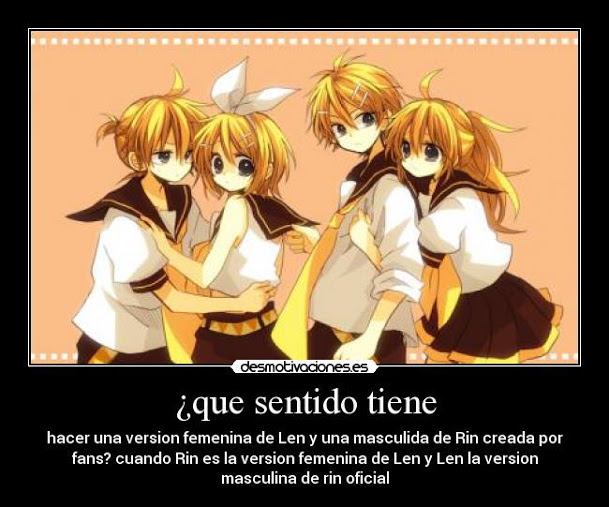 desmotivaciones.es
¿que sentido tiene
hacer una version femenina de Len y una masculida de Rin creada por
fans? cuando Rin es la version femenina de Len y Len la version
masculina de rin oficial